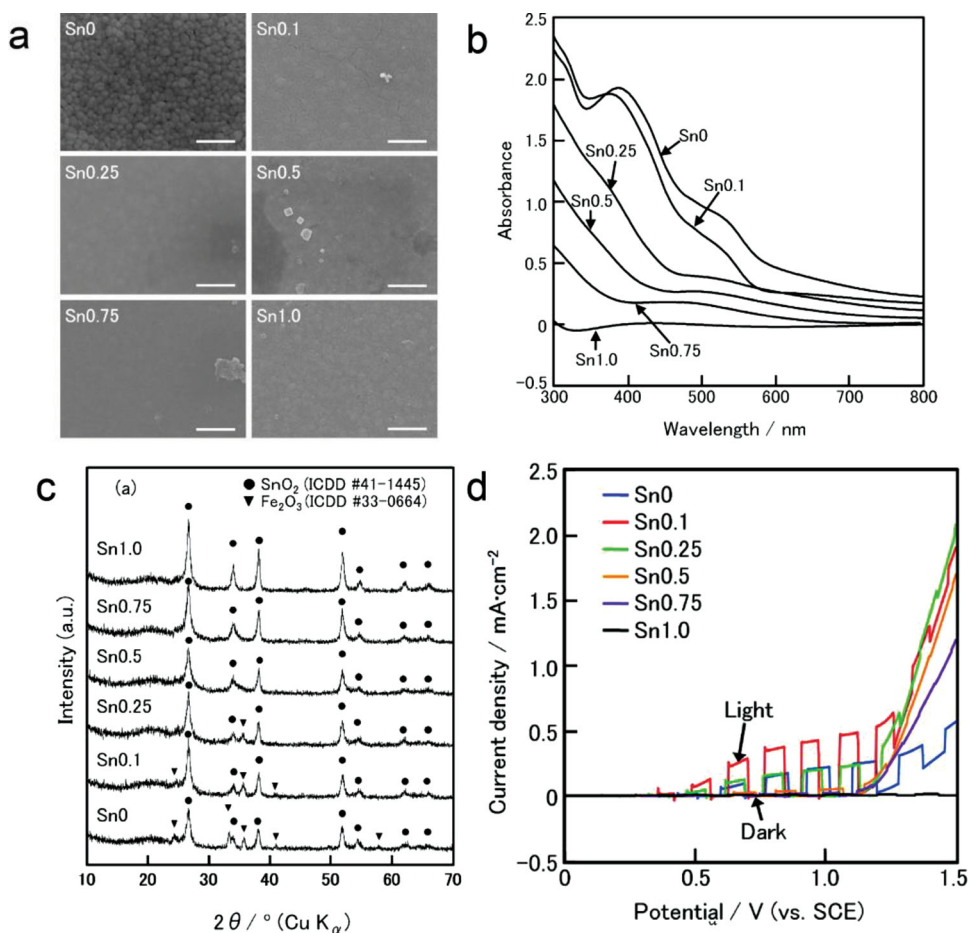 a
Sn0
Sn0.1
Sn0.25
Sn0.5
Sn0.75
Sn1.0
b
2.5
2.0
1.5
1.0
0.5
0
−0.5
Absorbance
Sn0
Sn0.25
Sn0.1
Sn0.5
Sn0.75
Sn1.0
300 400 500 600 700 800
Wavelength / nm
c
(a)
● SnO2 (ICDD #41-1445)
▼ Fe2O3 (ICDD #33-0664)
Sn1.0
Sn0.75
Sn0.5
Sn0.25
Sn0.1
Sn0
Intensity (a.u.)
10 20 30 40 50 60 70
2θ / ° (Cu Kα)
d
2.5
2.0
1.5
1.0
0.5
0
−0.5
Current density / mA·cm−2
Sn0
Sn0.1
Sn0.25
Sn0.5
Sn0.75
Sn1.0
Light
Dark
0 0.5 1.0 1.5
Potential / V (vs. SCE)
α